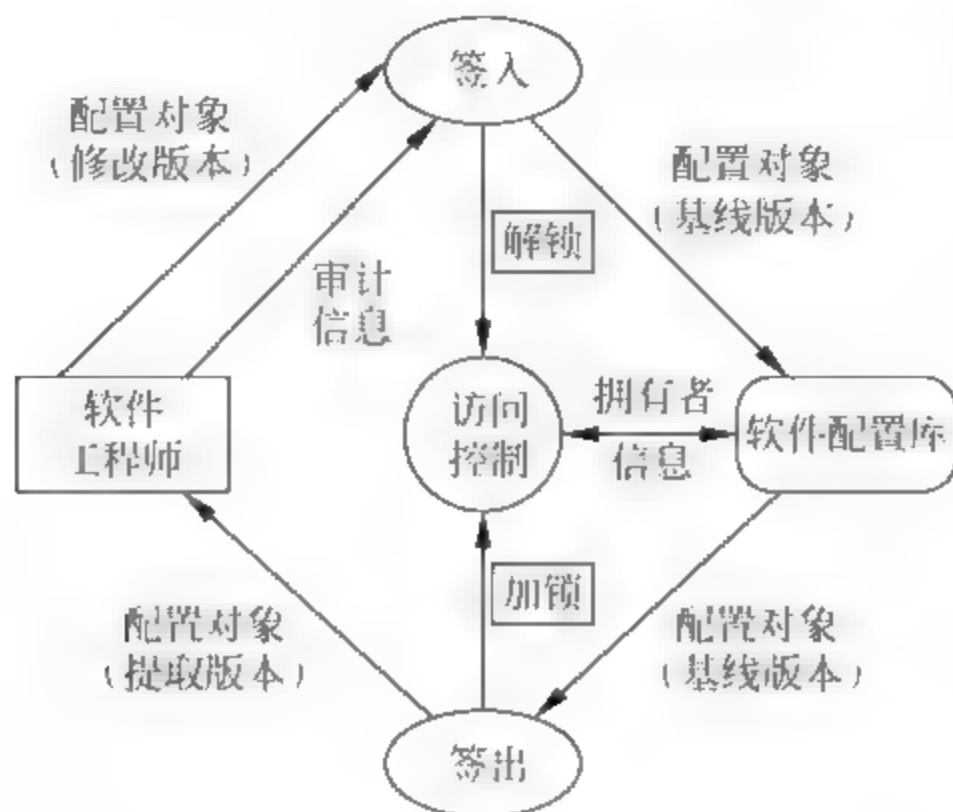 签入
配置对象
（修改版本）
配置对象
（基线版本）
解锁
审计
信息
软件
工程师
访问
控制
拥有者
信息
软件配置库
加锁
配置对象
（提取版本）
配置对象
（基线版本）
签出